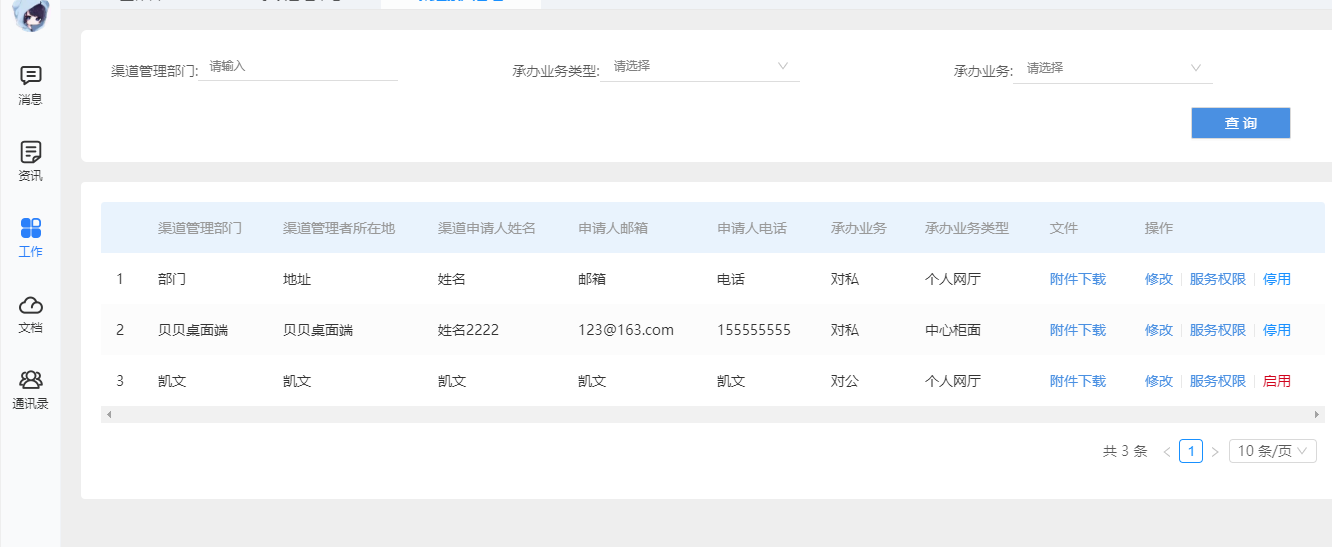 渠道管理部门: 请输入 承办业务类型: 请选择 承办业务: 请选择
查 询
消息
资讯
工作
文档
通讯录
渠道管理部门 渠道管理者所在地 渠道申请人姓名 申请人邮箱 申请人电话 承办业务 承办业务类型 文件 操作
1 部门 地址 姓名 邮箱 电话 对私 个人网厅 附件下载 修改 服务权限 停用
2 贝贝桌面端 贝贝桌面端 姓名2222 123@163.com 155555555 对私 中心柜面 附件下载 修改 服务权限 停用
3 凯文 凯文 凯文 凯文 凯文 对公 个人网厅 附件下载 修改 服务权限 启用
共 3 条 1 10 条/页